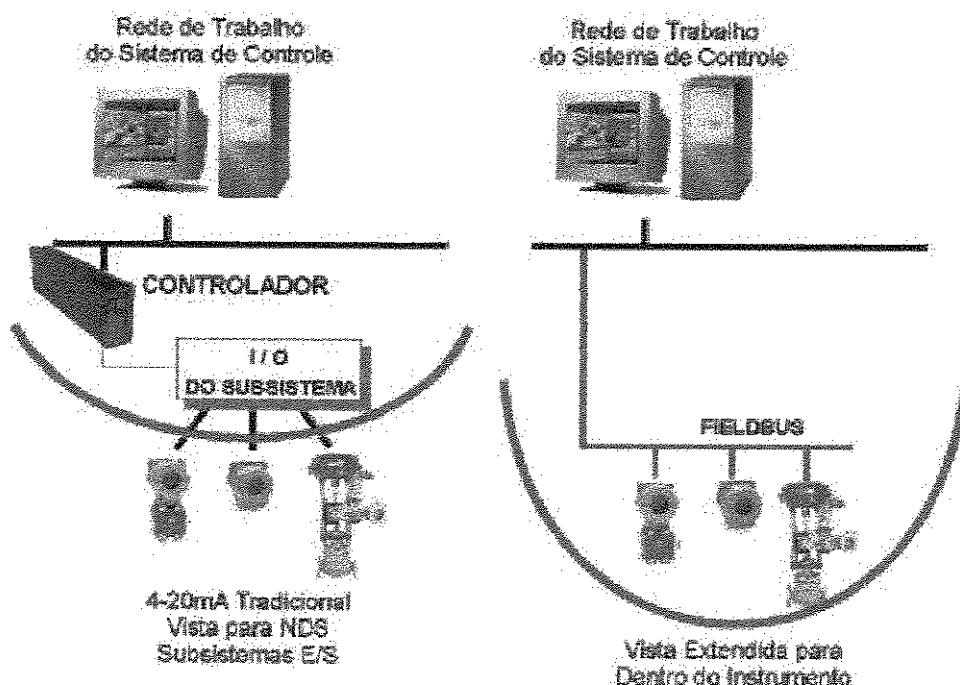 Rede de Trabalho
do Sistema de Controle
CONTROLADOR
I / O
DO SUBSISTEMA
4-20mA Tradicional
Vista para NDS
Subsistemas E/S
Rede de Trabalho
do Sistema de Controle
FIELDBUS
Vista Extendida para
Dentro do Instrumento